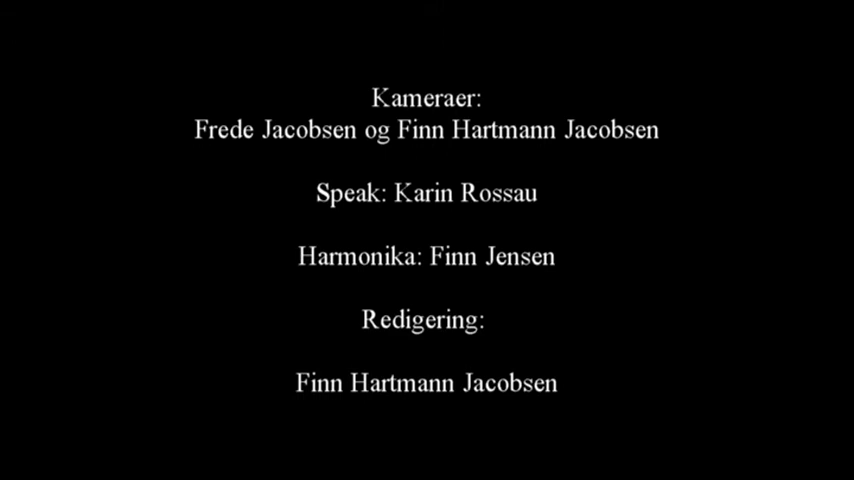 Kameraer:
Frede Jacobsen og Finn Hartmann Jacobsen
Speak: Karin Rossau
Harmonika: Finn Jensen
Redigering:
Finn Hartmann Jacobsen